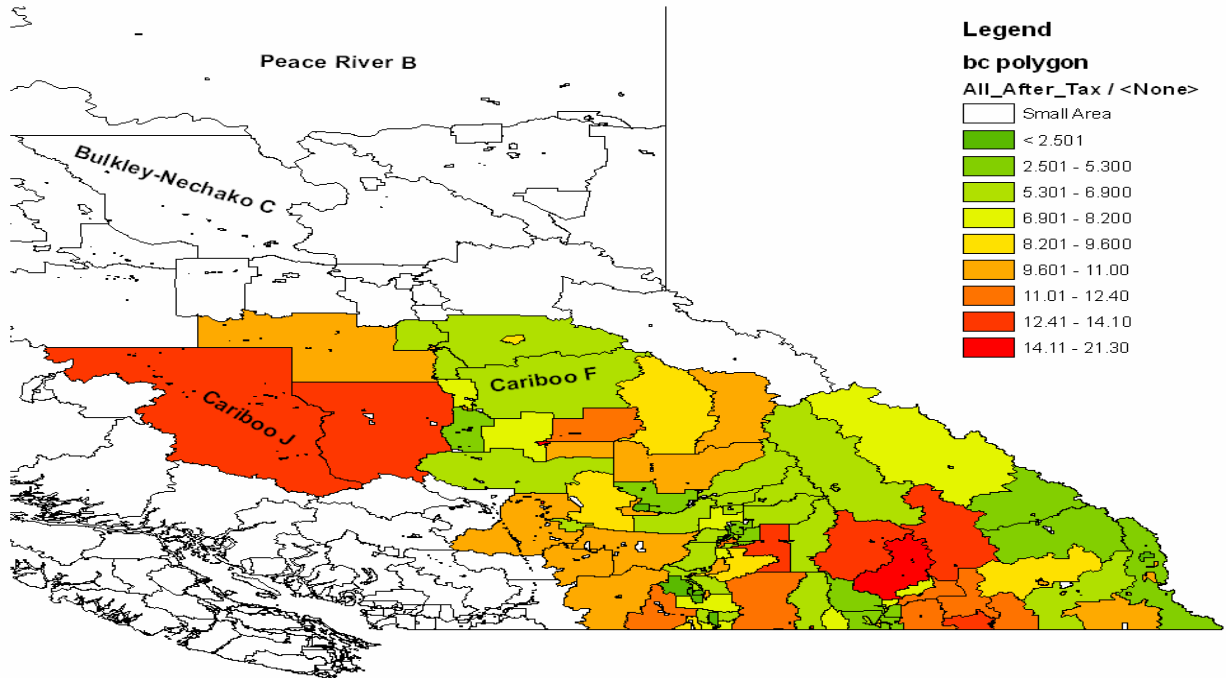 Peace River B
Bulkley-Nechako C
Cariboo F
Cariboo J
Legend
bc polygon
All_After_Tax / <None>
Small Area
< 2.501
2.501 - 5.300
5.301 - 6.900
6.901 - 8.200
8.201 - 9.600
9.601 - 11.00
11.01 - 12.40
12.41 - 14.10
14.11 - 21.30